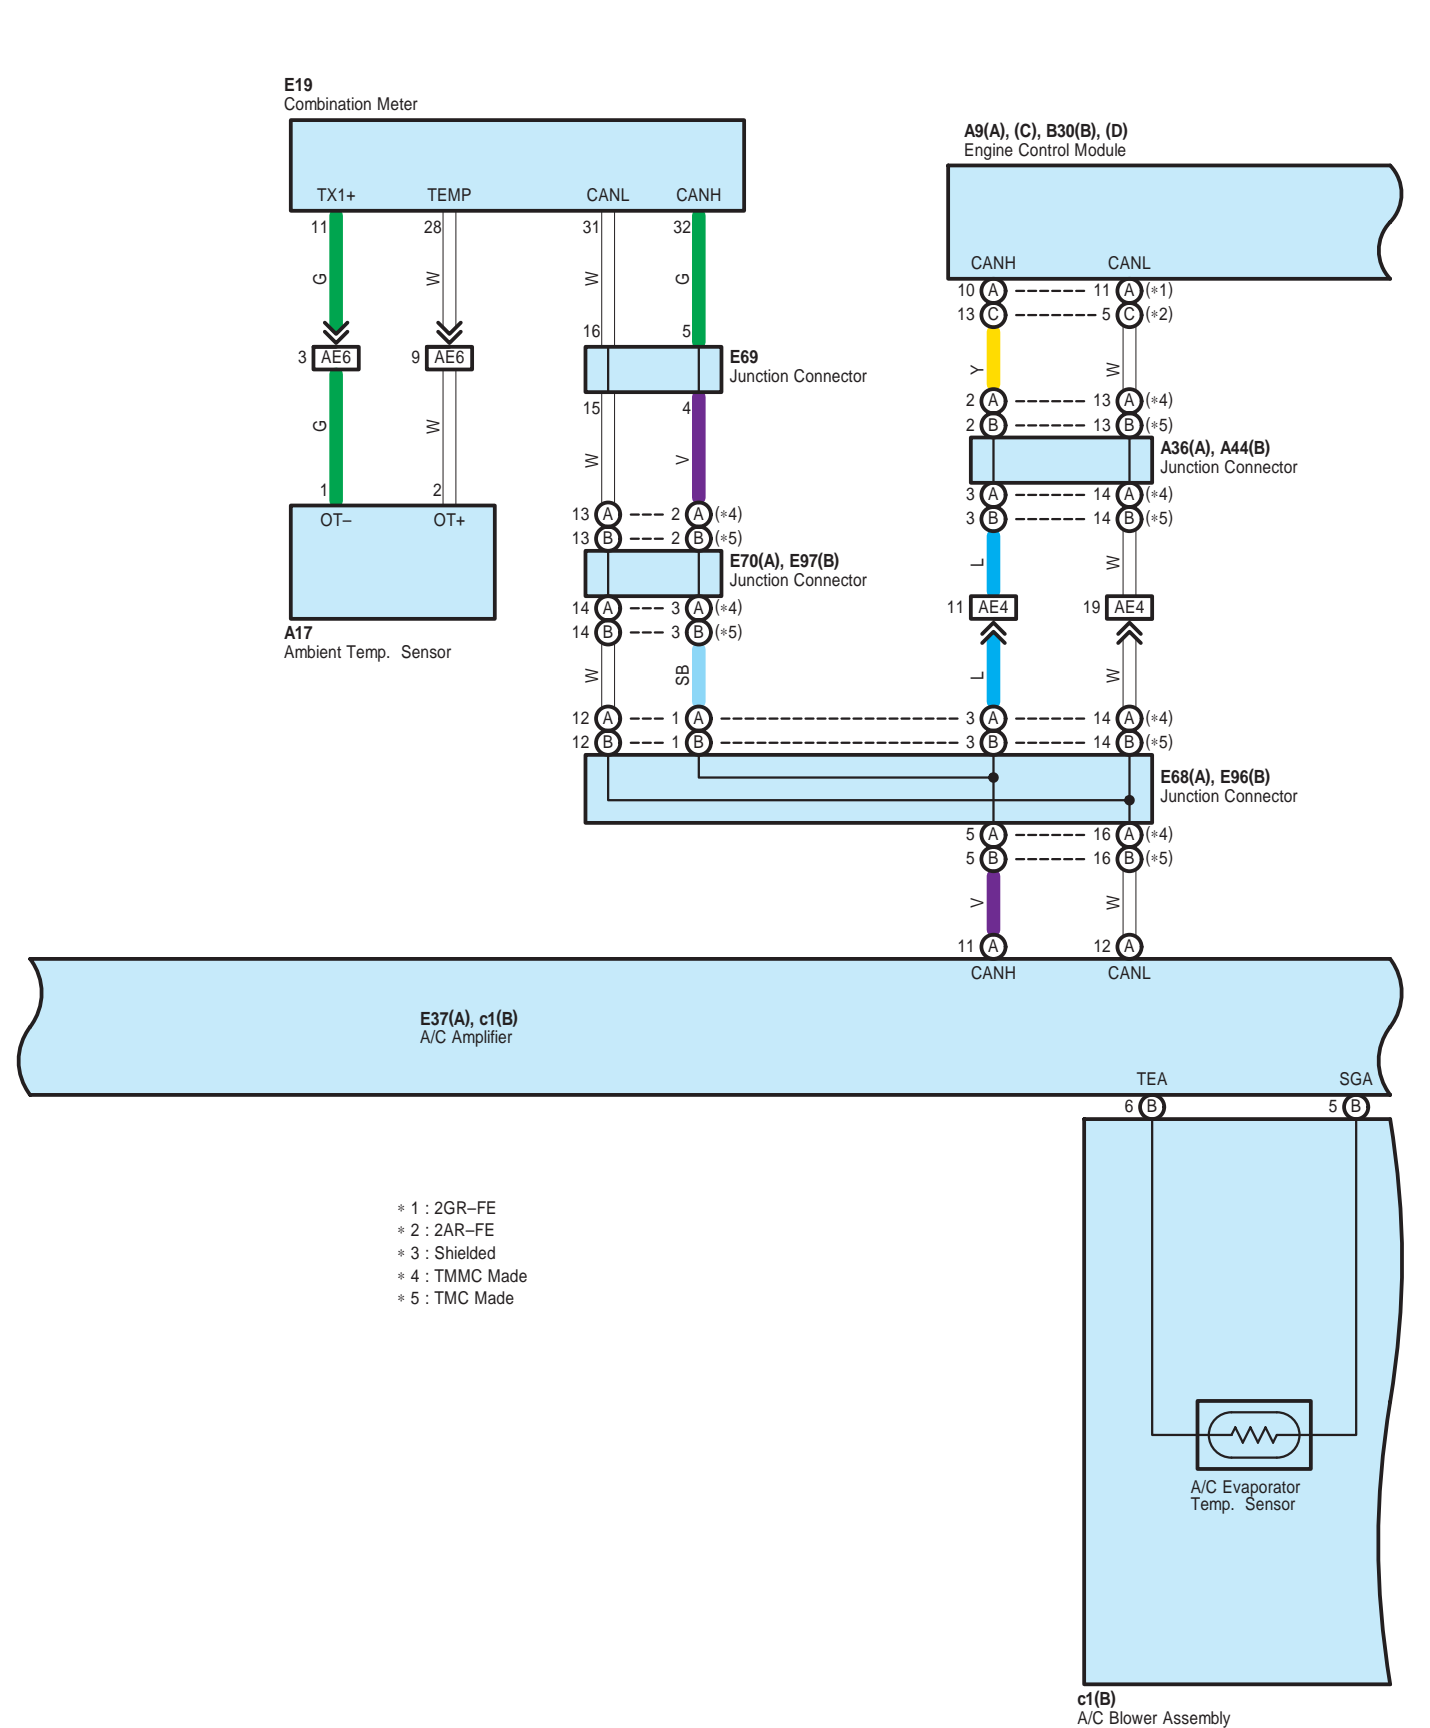 E19
Combination Meter
A9(A), (C), B30(B), (D)
Engine Control Module
TX1+ TEMP CANL CANH
11 28 31 32
G W W G
CANH CANL
10 A 11 A (*1)
13 C 5 C (*2)
16 5
3 AE6 9 AE6
E69
Junction Connector
Y W
15 4
2 A 13 A (*4)
2 B 13 B (*5)
G W W V
A36(A), A44(B)
Junction Connector
1 2
3 A 14 A (*4)
3 B 14 B (*5)
OT– OT+
13 A 2 A (*4)
13 B 2 B (*5)
E70(A), E97(B)
Junction Connector
L W
14 A 3 A (*4)
14 B 3 B (*5)
11 AE4 19 AE4
A17
Ambient Temp. Sensor
W SB L W
12 A 1 A 3 A 14 A (*4)
12 B 1 B 3 B 14 B (*5)
E68(A), E96(B)
Junction Connector
5 A 16 A (*4)
5 B 16 B (*5)
V W
11 A 12 A
CANH CANL
E37(A), c1(B)
A/C Amplifier
TEA SGA
6 B 5 B
* 1 : 2GR–FE
* 2 : 2AR–FE
* 3 : Shielded
* 4 : TMMC Made
* 5 : TMC Made
A/C Evaporator
Temp. Sensor
c1(B)
A/C Blower Assembly